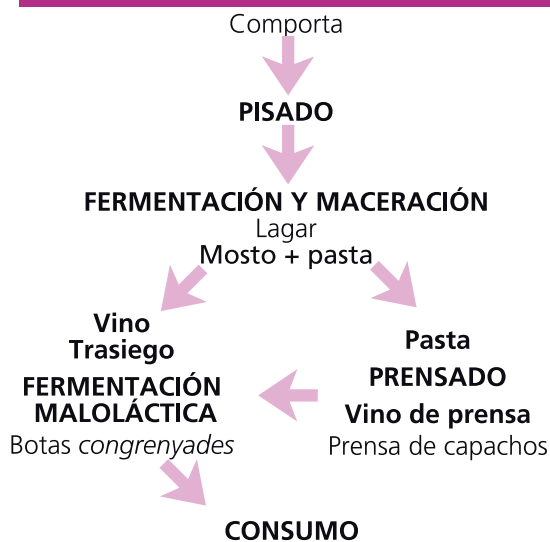 Comporta
PISADO
FERMENTACIÓN Y MACERACIÓN
Lagar
Mosto + pasta
Vino
Trasiego
FERMENTACIÓN
MALOLÁCTICA
Botas congrenyades
Pasta
PRENSADO
Vino de prensa
Prensa de capachos
CONSUMO